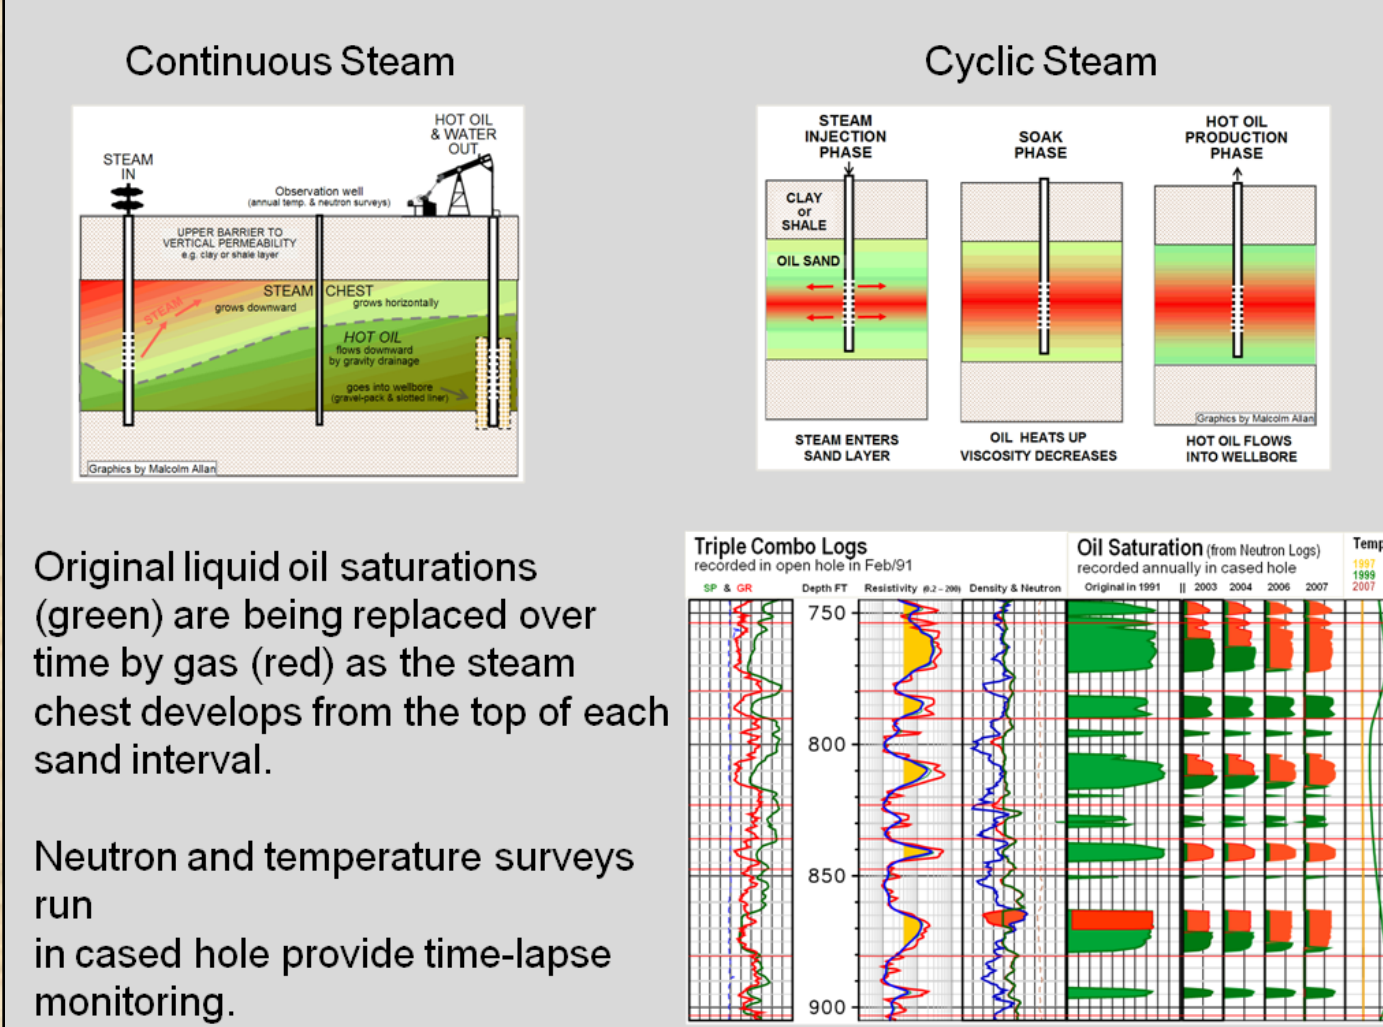 Continuous Steam
Cyclic Steam
STEAM
IN
HOT OIL
& WATER
OUT
Observation well
(annual temp. & neutron surveys)
UPPER BARRIER TO
VERTICAL PERMEABILITY
e.g. clay or shale layer
STEAM CHEST
grows downward
grows horizontally
STEAM
HOT OIL
flows downward
by gravity drainage
goes into wellbore
(gravel-pack & slotted liner)
Graphics by Malcolm Allan
STEAM
INJECTION
PHASE
SOAK
PHASE
HOT OIL
PRODUCTION
PHASE
CLAY
or
SHALE
OIL SAND
Graphics by Malcolm Allan
STEAM ENTERS
SAND LAYER
OIL HEATS UP
VISCOSITY DECREASES
HOT OIL FLOWS
INTO WELLBORE
Original liquid oil saturations
(green) are being replaced over
time by gas (red) as the steam
chest develops from the top of each
sand interval.
Neutron and temperature surveys
run
in cased hole provide time-lapse
monitoring.
Triple Combo Logs
recorded in open hole in Feb/91
Oil Saturation (from Neutron Logs)
recorded annually in cased hole
Temp
1997
1999
2007
SP & GR
Depth FT
Resistivity (0.2 – 200)
Density & Neutron
Original in 1991 || 2003 2004 2006 2007
750
800
850
900